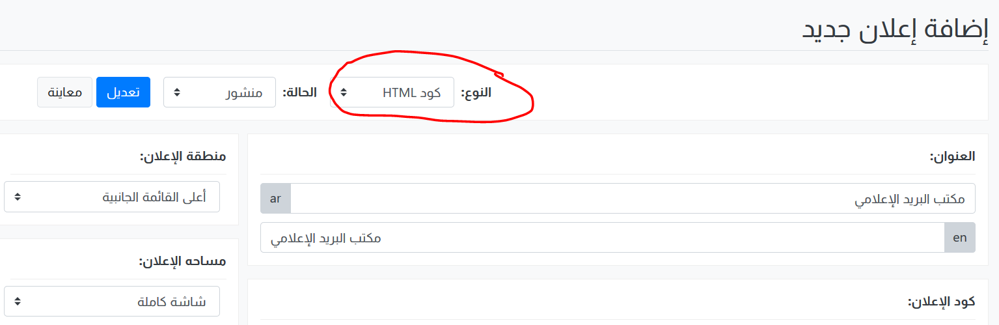 إضافة إعلان جديد
النوع: كود HTML الحالة: منشور تعديل معاينة
العنوان:
مكتب البريد الإعلامي ar
en مكتب البريد الإعلامي
كود الإعلان:
منطقة الإعلان:
أعلى القائمة الجانبية
مساحه الإعلان:
شاشة كاملة